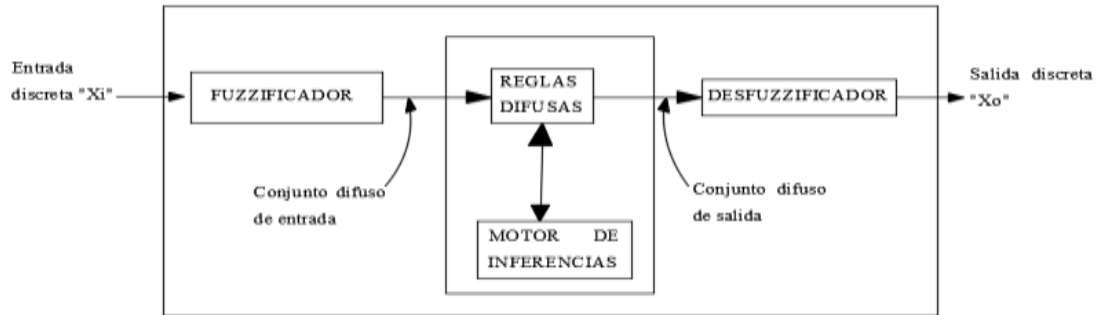 Entrada
discreta "Xi"
FUZZIFICADOR
REGLAS
DIFUSAS
DESFUZZIFICADOR
Salida discreta
"Xo"
Conjunto difuso
de entrada
Conjunto difuso
de salida
MOTOR DE
INFERENCIAS